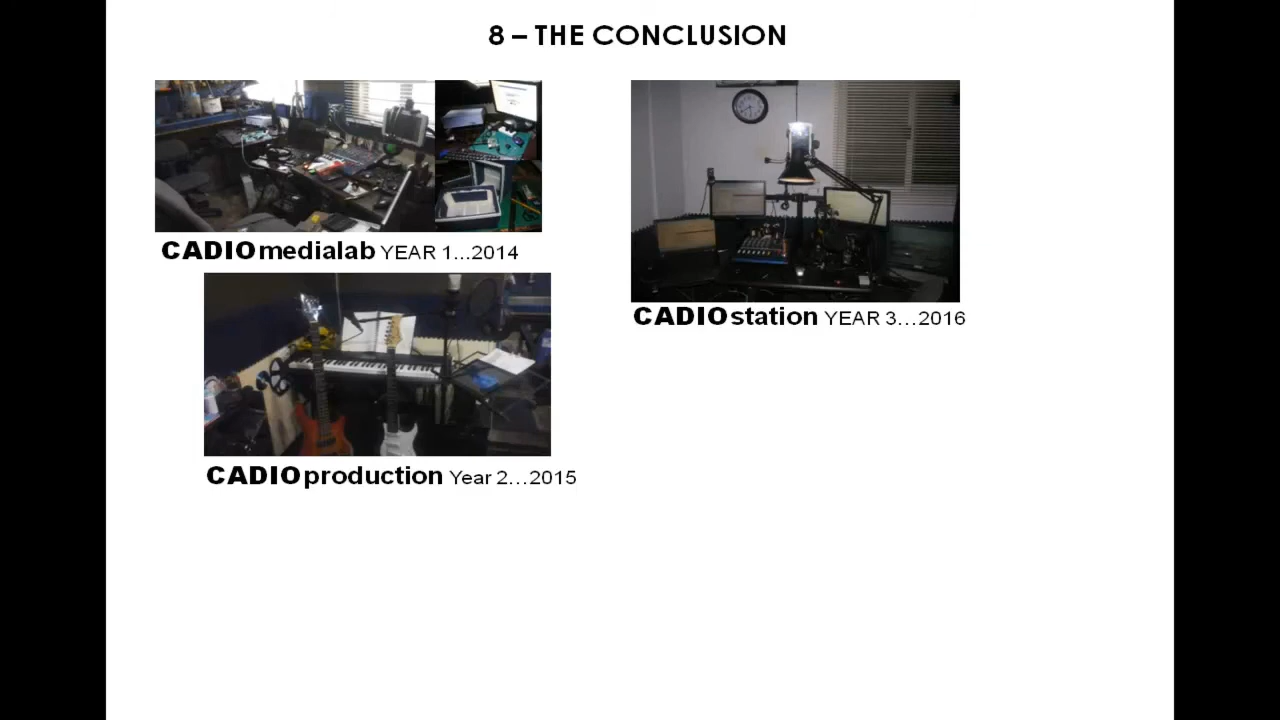 8 – THE CONCLUSION
CADIOmedialab YEAR 1...2014
CADIOstation YEAR 3...2016
CADIOproduction Year 2...2015